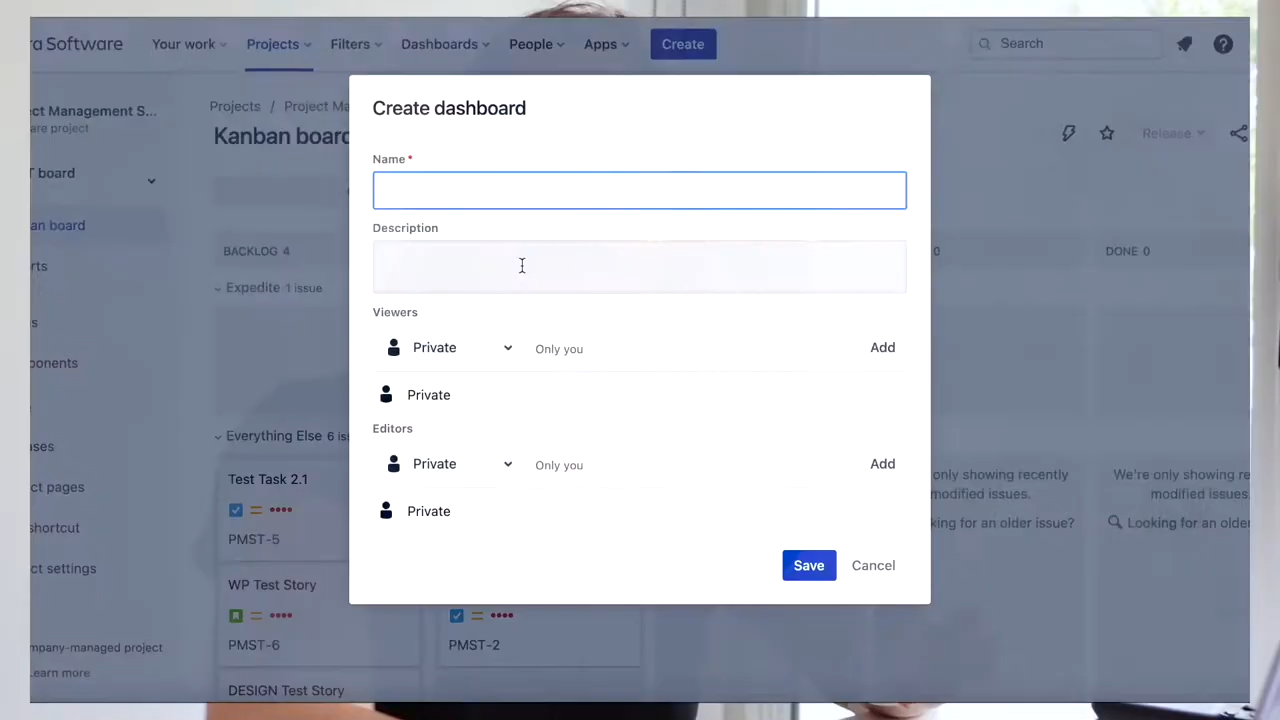 ra Software Your work Projects Filters Dashboards People Apps Create Search
ect Management S...
are project
T board
an board
rts
s
ponents
ases
ct pages
shortcut
ct settings
mpany-managed project
earn more
Projects / Project Ma
Kanban board
Release
BACKLOG 4
0
DONE 0
Expedite 1 issue
Everything Else 6 is
Test Task 2.1
PMST-5
WP Test Story
PMST-6
PMST-2
DESIGN Test Story
only showing recently
modified issues.
king for an older issue?
We're only showing re
modified issues.
Looking for an older
Create dashboard
Name *
Description
Viewers
Private Only you Add
Private
Editors
Private Only you Add
Private
Save Cancel